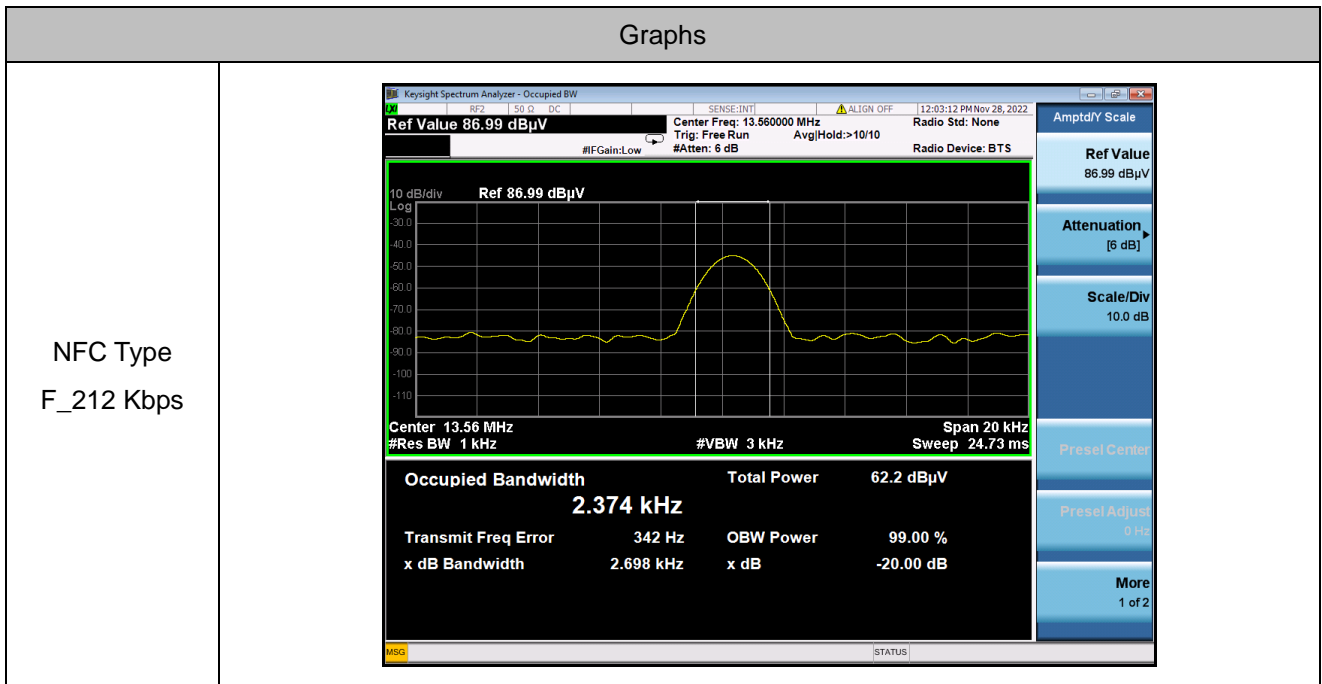 Graphs
NFC Type
F_212 Kbps
Keysight Spectrum Analyzer - Occupied BW
LXI RF2 50 Ω DC SENSE:INT ALIGN OFF 12:03:12 PM Nov 28, 2022
Ref Value 86.99 dBµV Center Freq: 13.560000 MHz Radio Std: None
Trig: Free Run Avg|Hold:>10/10
#IFGain:Low #Atten: 6 dB Radio Device: BTS
10 dB/div Ref 86.99 dBµV
Log
-30.0
-40.0
-50.0
-60.0
-70.0
-80.0
-90.0
-100
-110
Center 13.56 MHz Span 20 kHz
#Res BW 1 kHz #VBW 3 kHz Sweep 24.73 ms
Occupied Bandwidth Total Power 62.2 dBµV
2.374 kHz
Transmit Freq Error 342 Hz OBW Power 99.00 %
x dB Bandwidth 2.698 kHz x dB -20.00 dB
MSG STATUS
Amptd/Y Scale
Ref Value
86.99 dBµV
Attenuation
[6 dB]
Scale/Div
10.0 dB
Presel Center
Presel Adjust
0 Hz
More
1 of 2